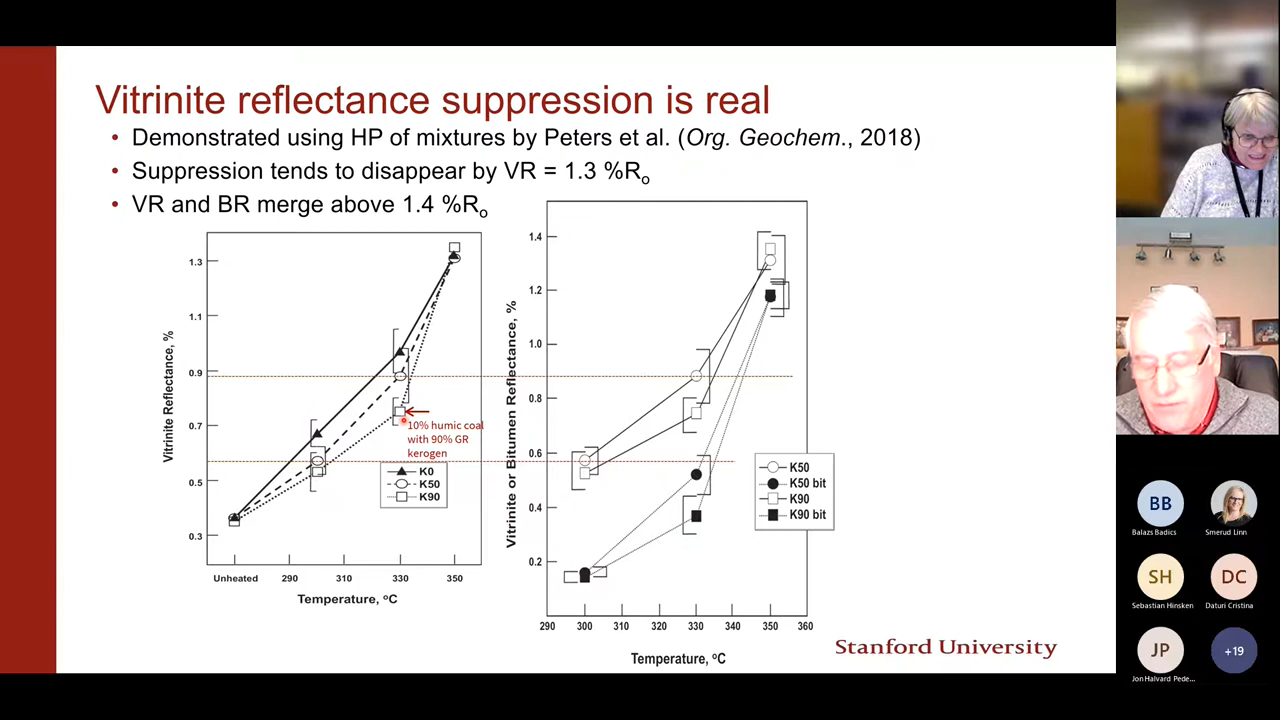 Vitrinite reflectance suppression is real
• Demonstrated using HP of mixtures by Peters et al. (Org. Geochem., 2018)
• Suppression tends to disappear by VR = 1.3 %Ro
• VR and BR merge above 1.4 %Ro
Vitrinite Reflectance, %
1.3
1.1
0.9
0.7
0.5
0.3
10% humic coal
with 90% GR
kerogen
K0
K50
K90
Unheated 290 310 330 350
Temperature, oC
Vitrinite or Bitumen Reflectance, %
1.4
1.2
1.0
0.8
0.6
0.4
0.2
K50
K50 bit
K90
K90 bit
290 300 310 320 330 340 350 360
Temperature, oC
Stanford University
BB
Balazs Badics
Smerud Linn
SH
Sebastian Hinsken
DC
Daturi Cristina
JP
Jon Halvard Pede...
+19